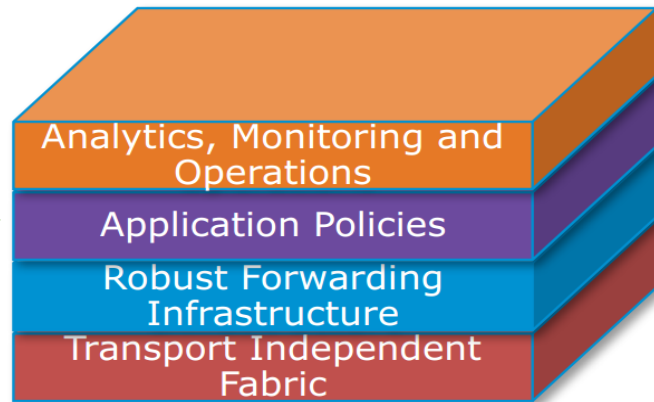 Analytics, Monitoring and
Operations
Application Policies
Robust Forwarding
Infrastructure
Transport Independent
Fabric